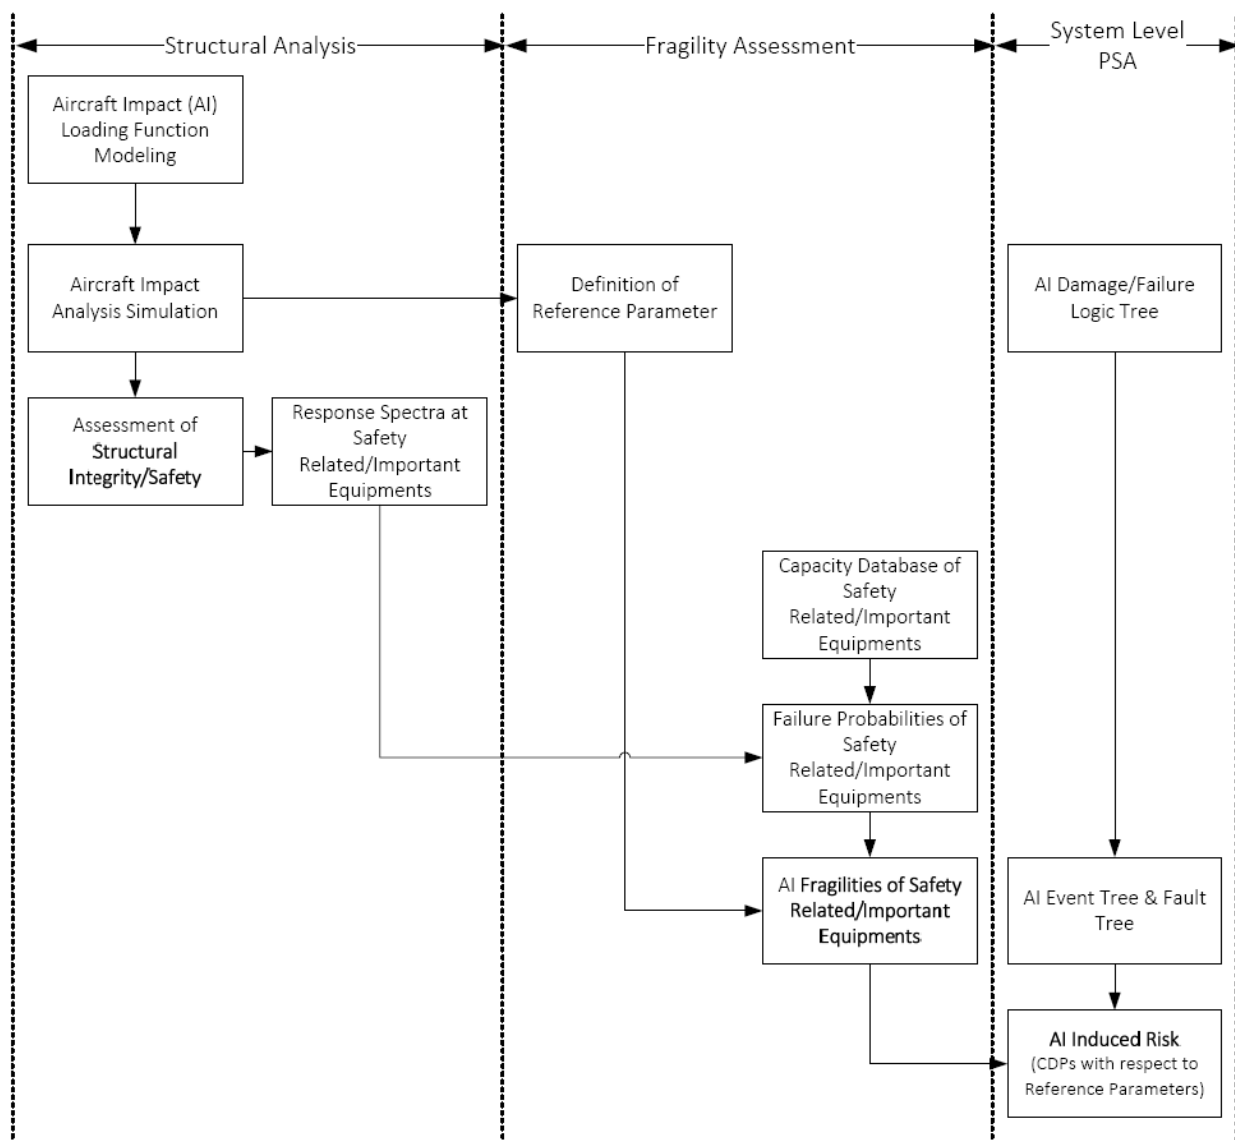 Structural Analysis
Fragility Assessment
System Level
PSA
Aircraft Impact (AI)
Loading Function
Modeling
Aircraft Impact
Analysis Simulation
Definition of
Reference Parameter
AI Damage/Failure
Logic Tree
Assessment of
Structural
Integrity/Safety
Response Spectra at
Safety
Related/Important
Equipments
Capacity Database of
Safety
Related/Important
Equipments
Failure Probabilities of
Safety
Related/Important
Equipments
AI Fragilities of Safety
Related/Important
Equipments
AI Event Tree & Fault
Tree
AI Induced Risk
(CDPs with respect to
Reference Parameters)